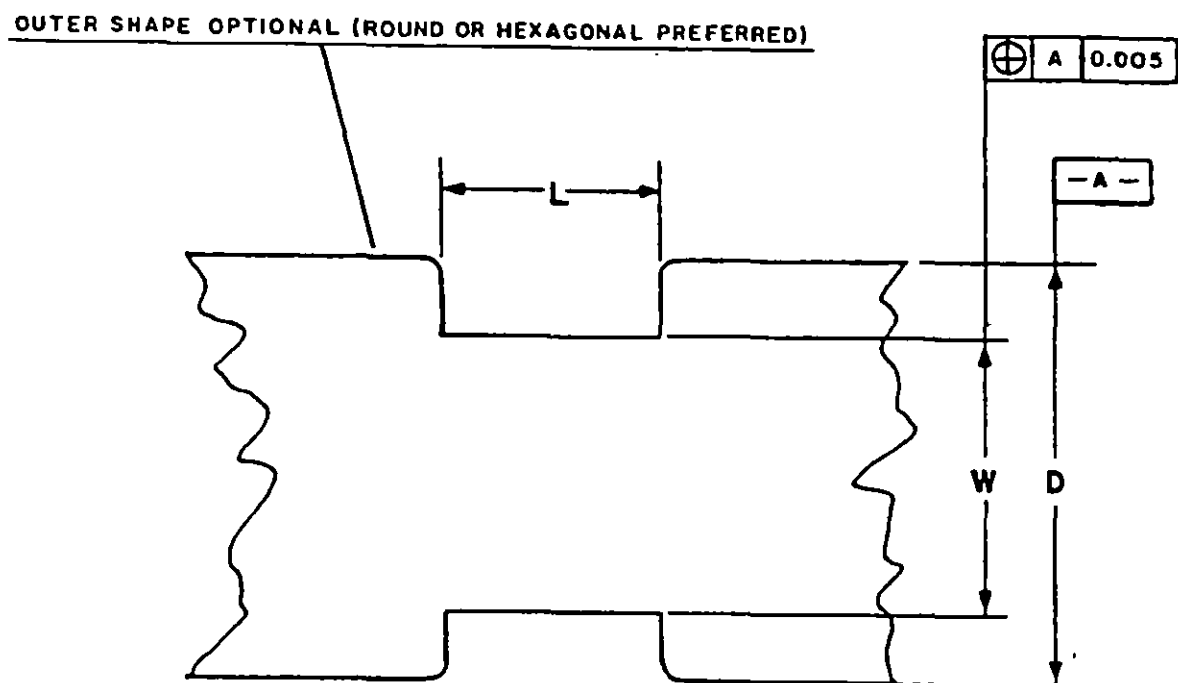 OUTER SHAPE OPTIONAL (ROUND OR HEXAGONAL PREFERRED)
⌖ A 0.005
– A –
L
W D